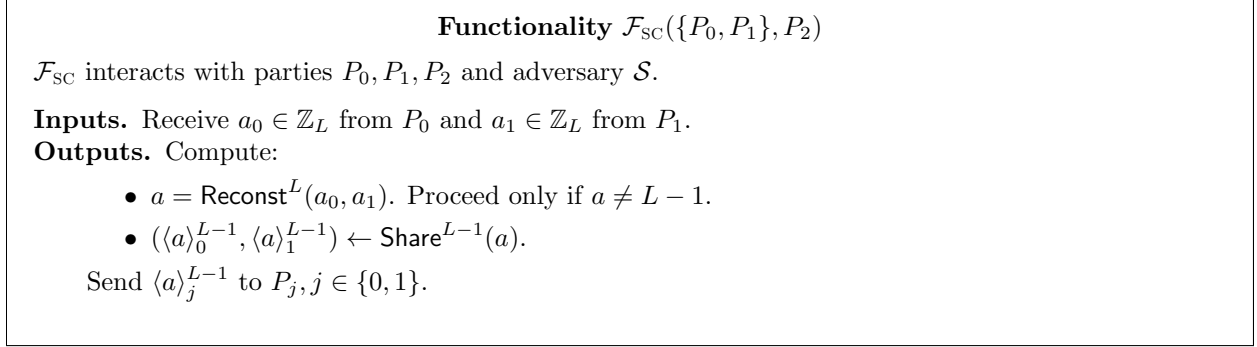 Functionality F_SC({P_0, P_1}, P_2)
F_SC interacts with parties P_0, P_1, P_2 and adversary S.
Inputs. Receive a_0 ∈ ℤ_L from P_0 and a_1 ∈ ℤ_L from P_1.
Outputs. Compute:
• a = Reconst^L(a_0, a_1). Proceed only if a ≠ L − 1.
• (⟨a⟩_0^{L−1}, ⟨a⟩_1^{L−1}) ← Share^{L−1}(a).
Send ⟨a⟩_j^{L−1} to P_j, j ∈ {0, 1}.